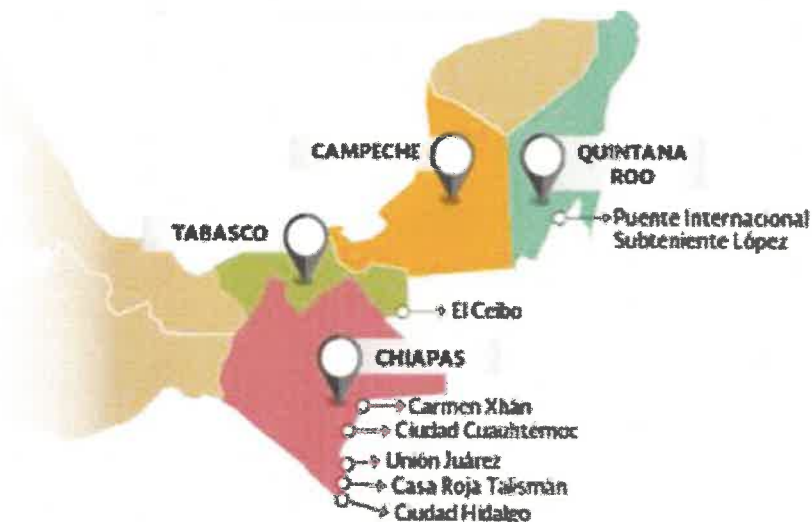 CAMPECHE
QUINTANA
ROO
Puente Internacional
Subteniente López
TABASCO
El Ceibo
CHIAPAS
Carmen Xhán
Ciudad Cuauhtémoc
Unión Juárez
Casa Roja Talismán
Ciudad Hidalgo